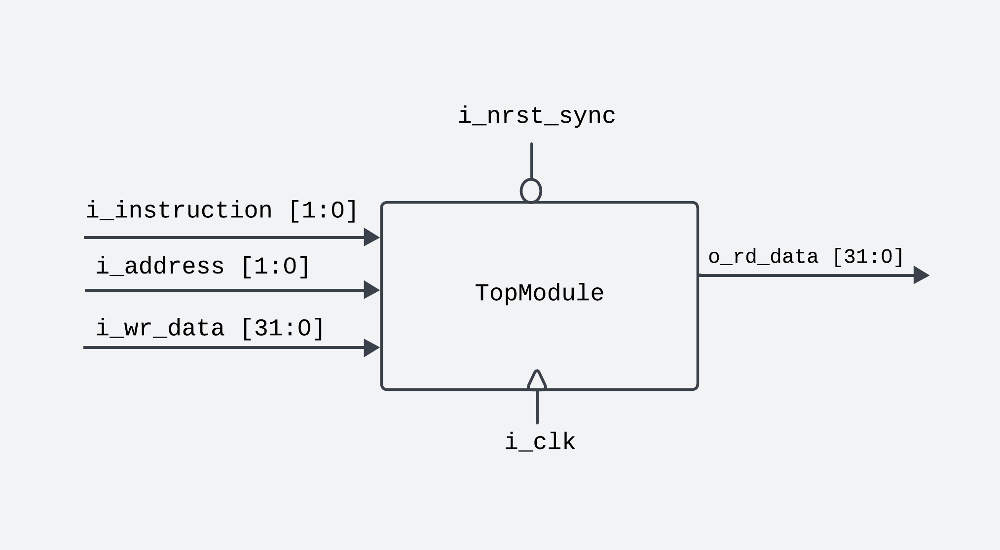 i_nrst_sync
i_instruction [1:0]
i_address [1:0]
o_rd_data [31:0]
TopModule
i_wr_data [31:0]
i_clk